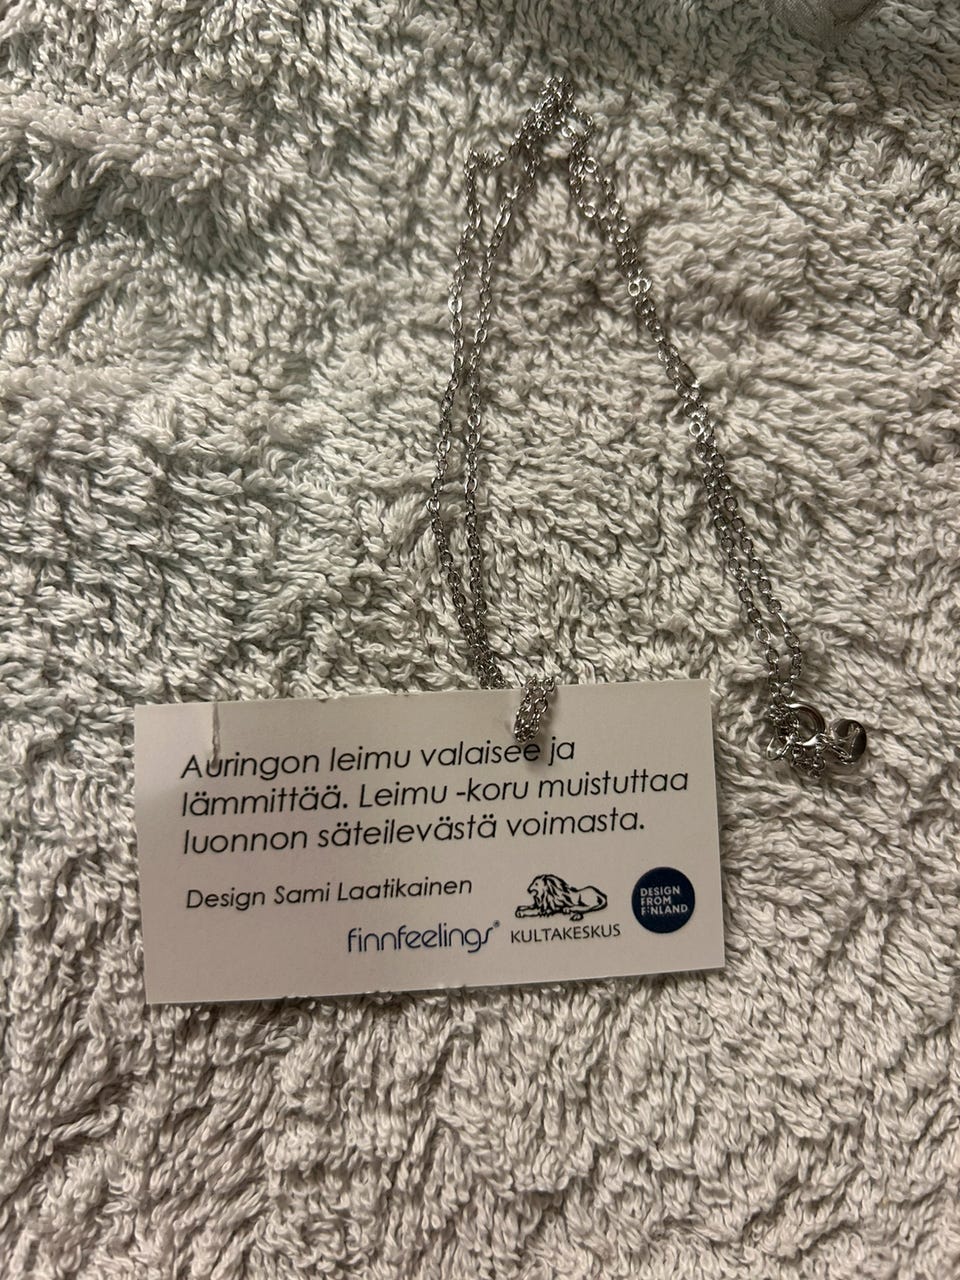 Auringon leimu valaisee ja
lämmittää. Leimu -koru muistuttaa
luonnon säteilevästä voimasta.
Design Sami Laatikainen
finnfeelings®
KULTAKESKUS
DESIGN
FROM
FINLAND